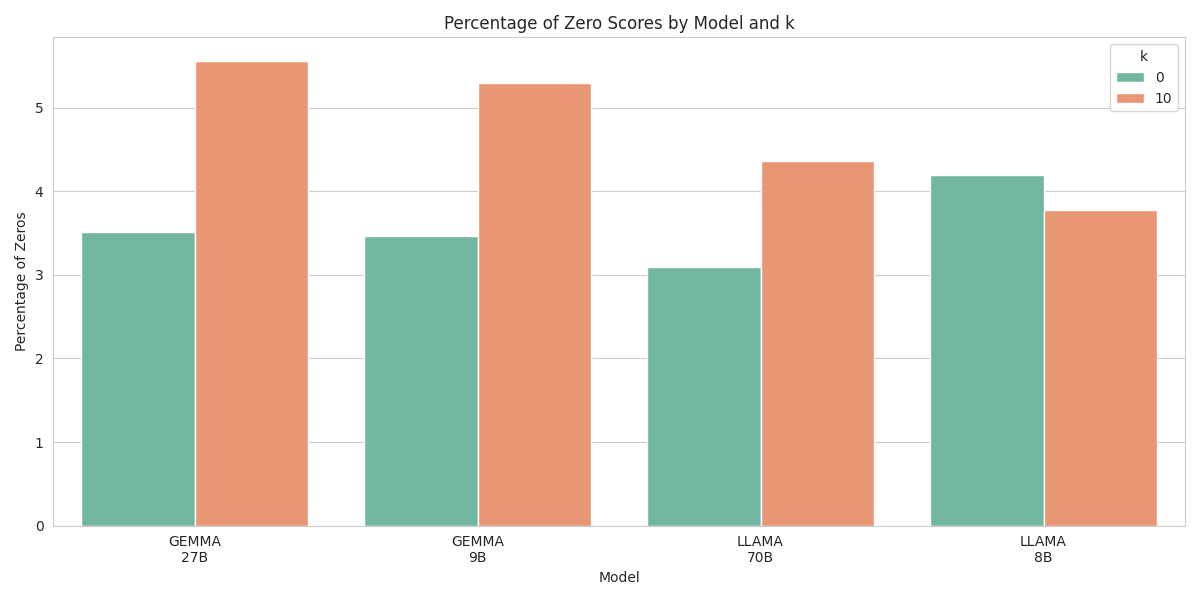 Percentage of Zero Scores by Model and k
k
0
10
Percentage of Zeros
5
4
3
2
1
0
GEMMA
27B
GEMMA
9B
LLAMA
70B
LLAMA
8B
Model